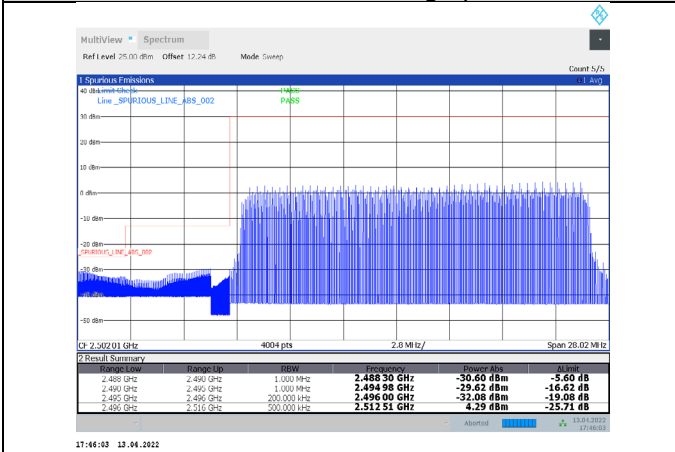 MultiView Spectrum
Ref Level 25.00 dBm Offset 12.24 dB Mode Sweep
Count 5/5
1 Spurious Emissions 1 Avg
40 dBm Limit Check PASS
Line _SPURIOUS_LINE_ABS_002 PASS
30 dBm
20 dBm
10 dBm
0 dBm
-10 dBm
-20 dBm
_SPURIOUS_LINE_ABS_002
-30 dBm
-50 dBm
CF 2.50201 GHz 4004 pts 2.8 MHz/ Span 28.02 MHz
2 Result Summary
Range Low Range Up RBW Frequency Power Abs ΔLimit
2.488 GHz 2.490 GHz 1.000 MHz 2.488 30 GHz -30.60 dBm -5.60 dB
2.490 GHz 2.495 GHz 1.000 MHz 2.494 98 GHz -29.62 dBm -16.62 dB
2.495 GHz 2.496 GHz 200.000 kHz 2.496 00 GHz -32.08 dBm -19.08 dB
2.496 GHz 2.516 GHz 500.000 kHz 2.512 51 GHz 4.29 dBm -25.71 dB
Aborted 13.04.2022
17:46:03
17:46:03 13.04.2022